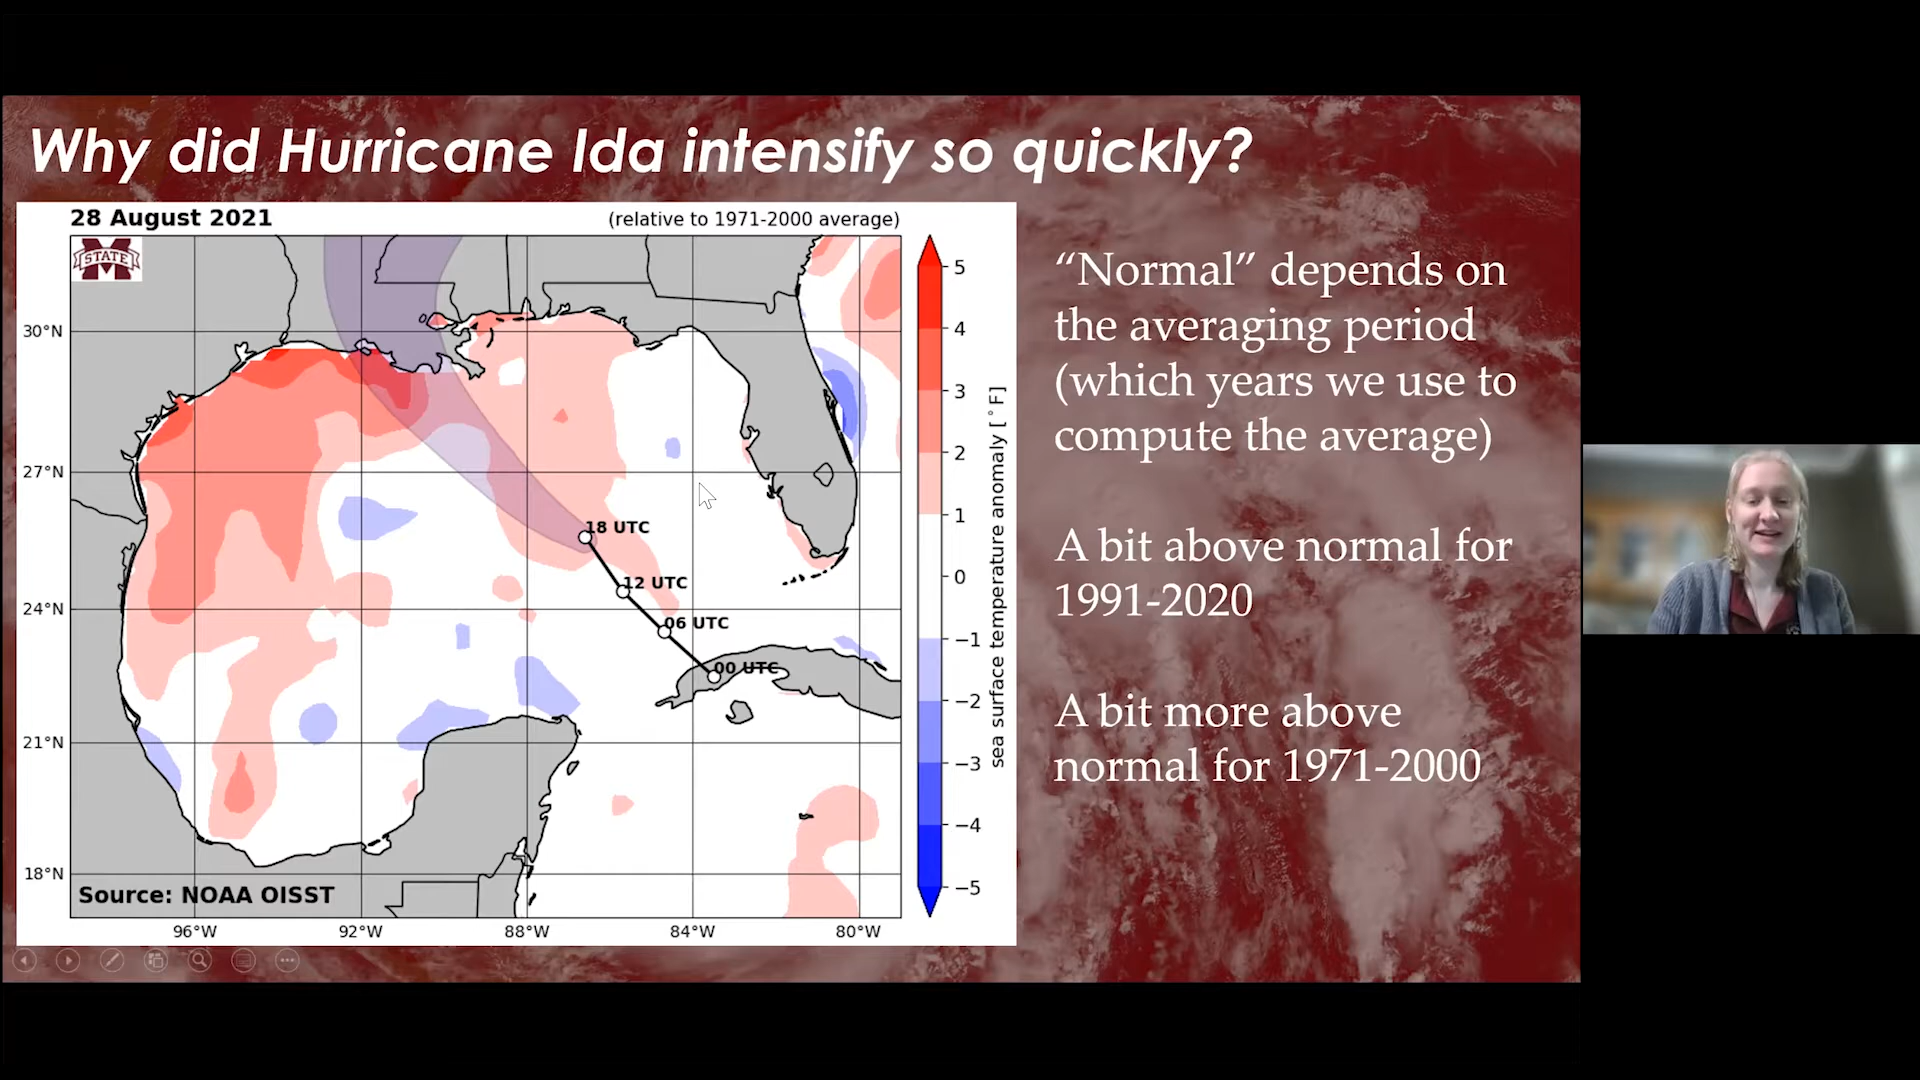 Why did Hurricane Ida intensify so quickly?
28 August 2021
(relative to 1971-2000 average)
STATE
5
4
3
2
1
0
−1
−2
−3
−4
−5
sea surface temperature anomaly [°F]
30°N
27°N
24°N
21°N
18°N
18 UTC
12 UTC
06 UTC
00 UTC
Source: NOAA OISST
96°W
92°W
88°W
84°W
80°W
“Normal” depends on
the averaging period
(which years we use to
compute the average)
A bit above normal for
1991-2020
A bit more above
normal for 1971-2000